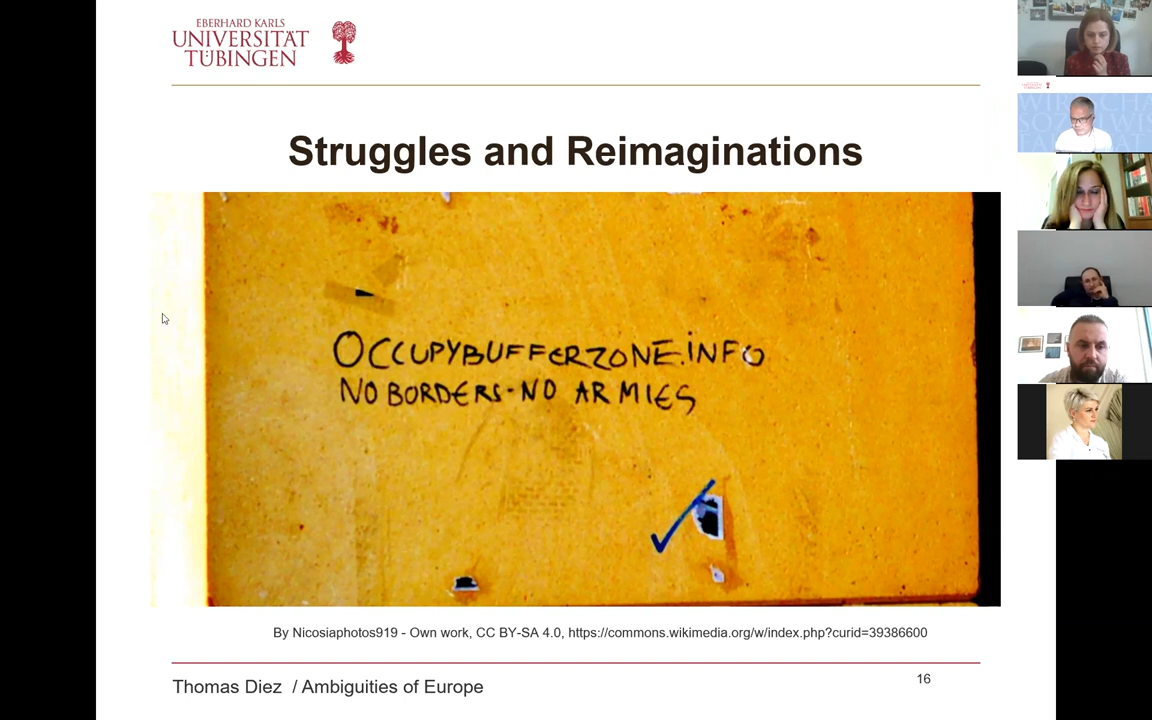 EBERHARD KARLS
UNIVERSITÄT
TÜBINGEN
Struggles and Reimaginations
OCCUPYBUFFERZONE.INFO
NO BORDERS-NO ARMIES
By Nicosiaphotos919 - Own work, CC BY-SA 4.0, https://commons.wikimedia.org/w/index.php?curid=39386600
Thomas Diez / Ambiguities of Europe
16